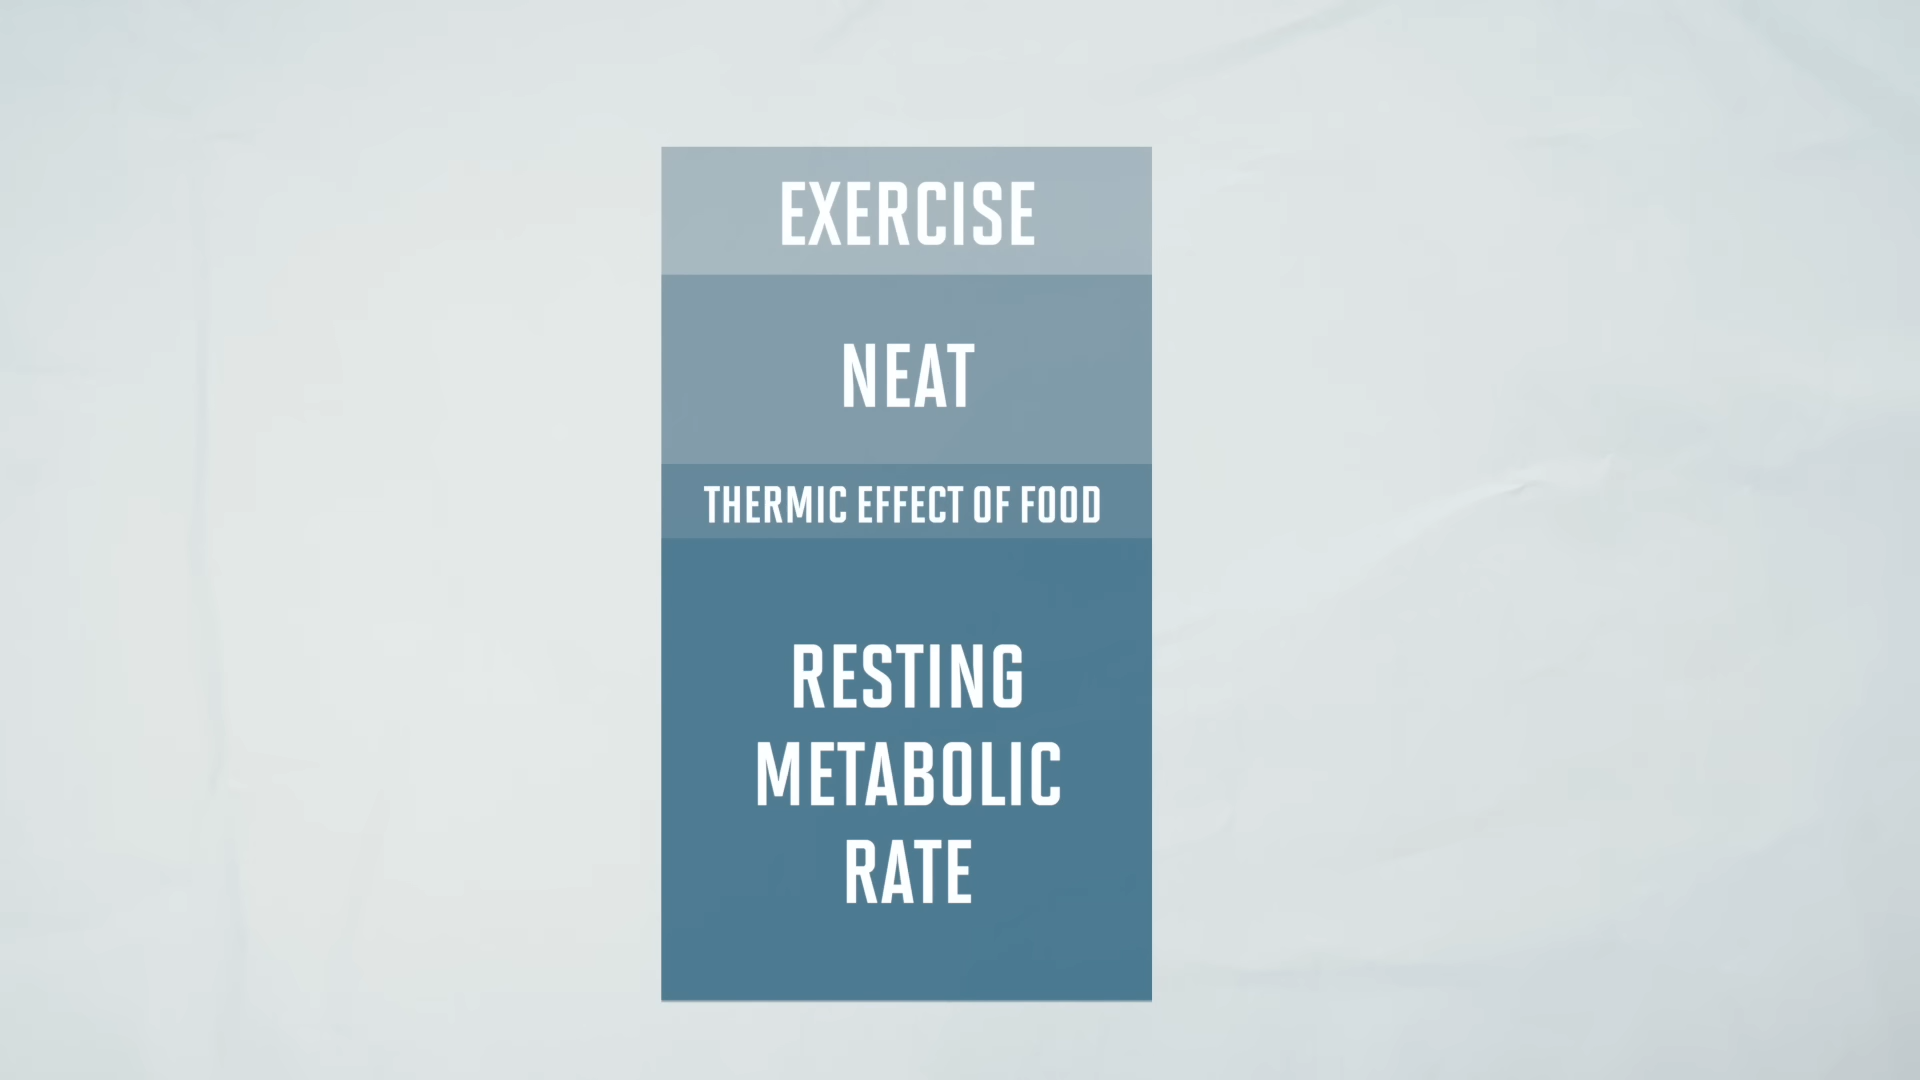 EXERCISE
NEAT
THERMIC EFFECT OF FOOD
RESTING
METABOLIC
RATE